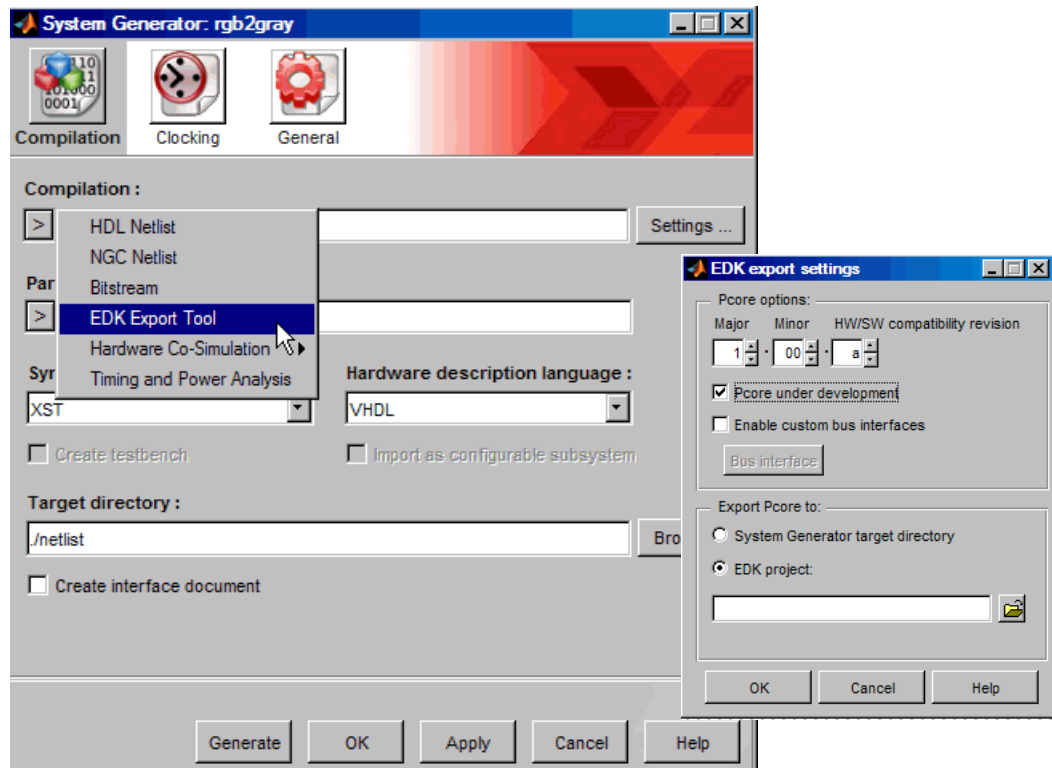 System Generator: rgb2gray
Compilation
Clocking
General
Compilation :
>
Settings ...
HDL Netlist
NGC Netlist
Bitstream
EDK Export Tool
Hardware Co-Simulation
Timing and Power Analysis
Par
>
Syn
Hardware description language :
XST
VHDL
Create testbench
Import as configurable subsystem
Target directory :
./netlist
Bro
Create interface document
Generate
OK
Apply
Cancel
Help
EDK export settings
Pcore options:
Major Minor HW/SW compatibility revision
1 . 00 . a
Pcore under development
Enable custom bus interfaces
Bus interface
Export Pcore to:
System Generator target directory
EDK project:
OK
Cancel
Help